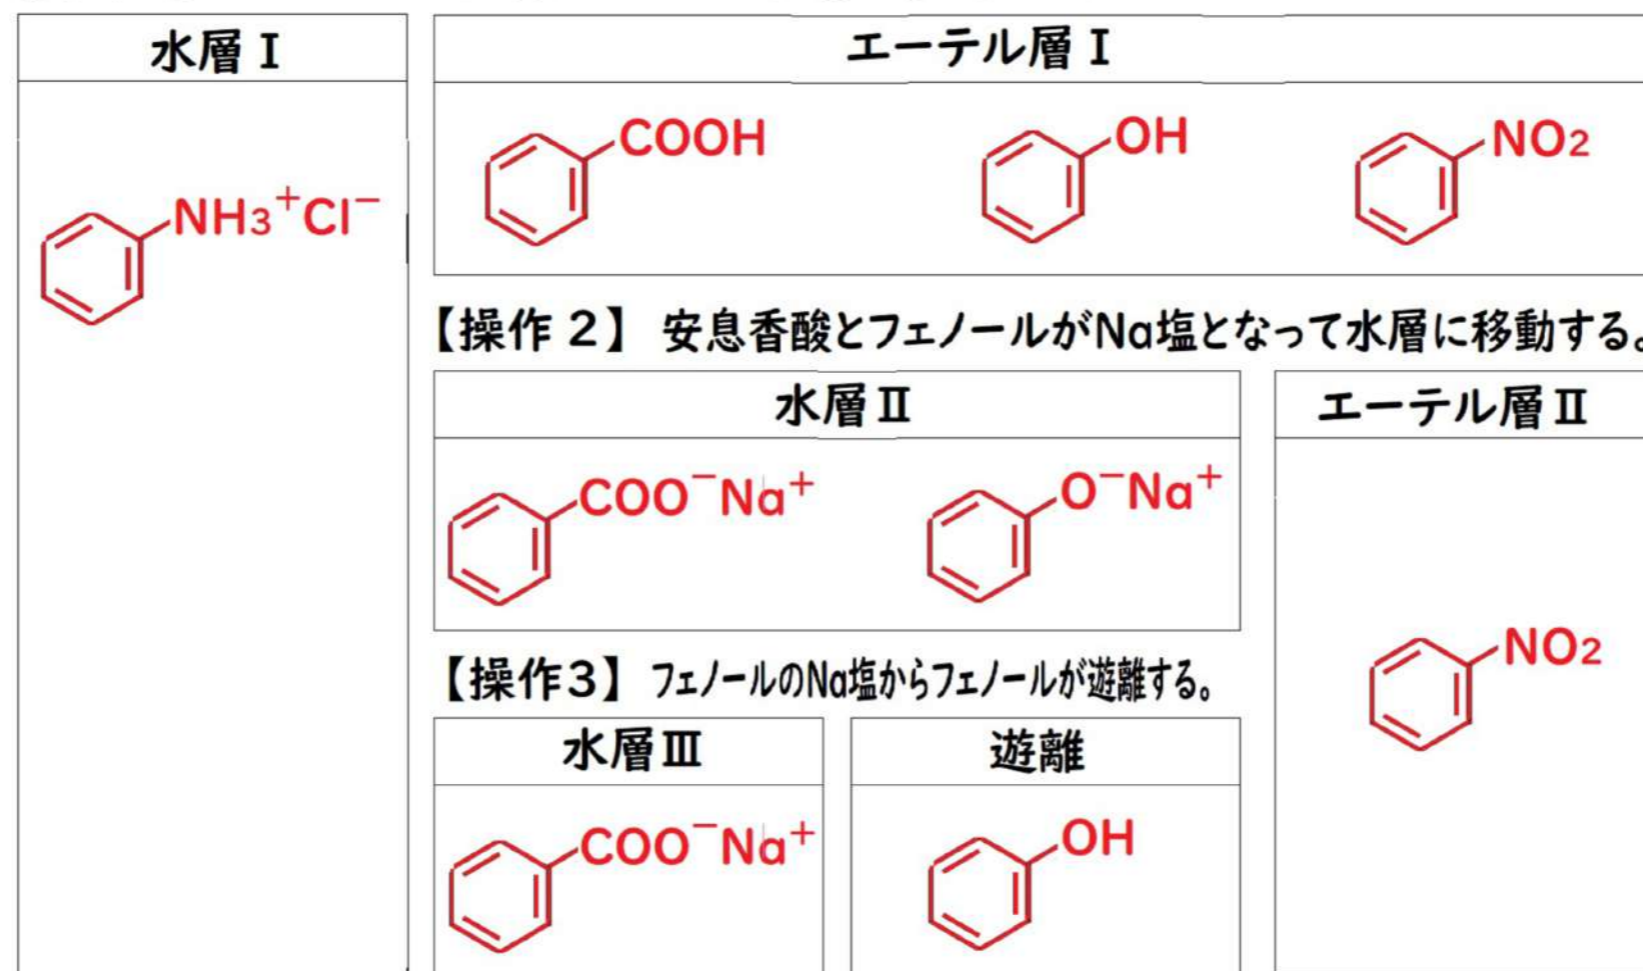 水層Ⅰ
エーテル層Ⅰ
NH3+Cl−
COOH
OH
NO2
【操作2】 安息香酸とフェノールがNa塩となって水層に移動する。
水層Ⅱ
エーテル層Ⅱ
COO−Na+
O−Na+
NO2
【操作3】 フェノールのNa塩からフェノールが遊離する。
水層Ⅲ
遊離
COO−Na+
OH